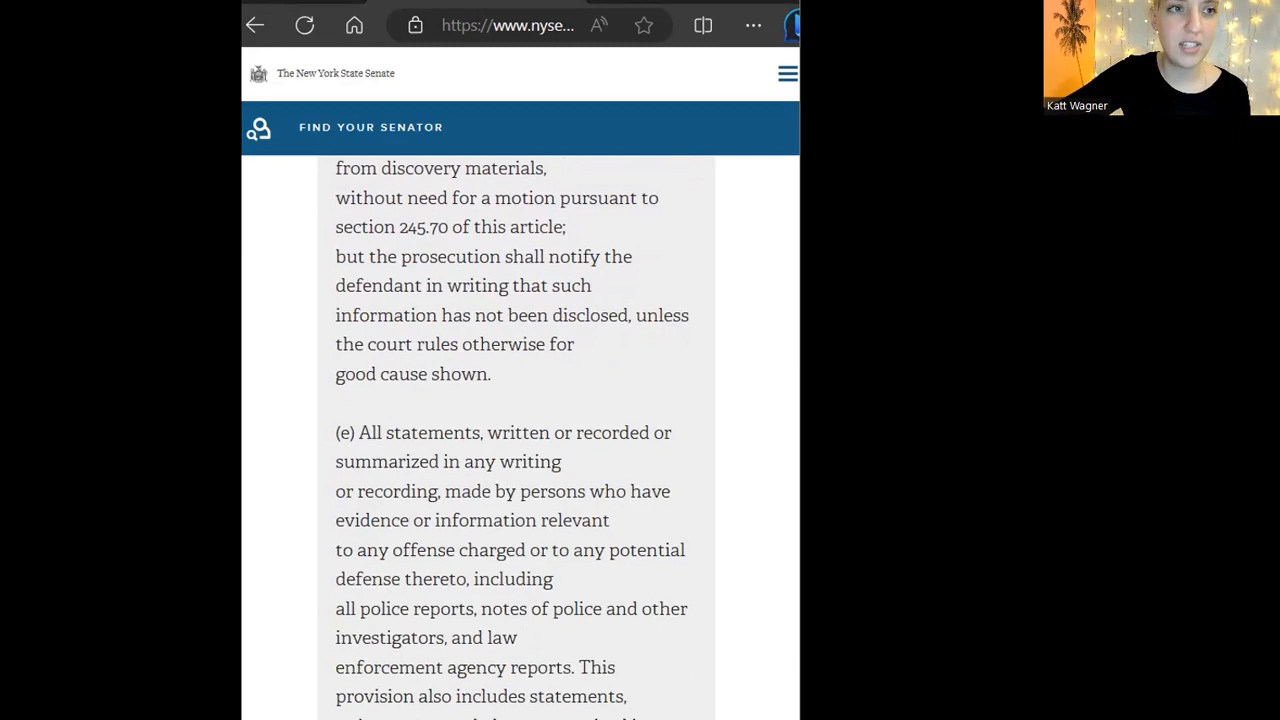 https://www.nyse...
The New York State Senate
Katt Wagner
FIND YOUR SENATOR
from discovery materials,
without need for a motion pursuant to
section 245.70 of this article;
but the prosecution shall notify the
defendant in writing that such
information has not been disclosed, unless
the court rules otherwise for
good cause shown.
(e) All statements, written or recorded or
summarized in any writing
or recording, made by persons who have
evidence or information relevant
to any offense charged or to any potential
defense thereto, including
all police reports, notes of police and other
investigators, and law
enforcement agency reports. This
provision also includes statements,